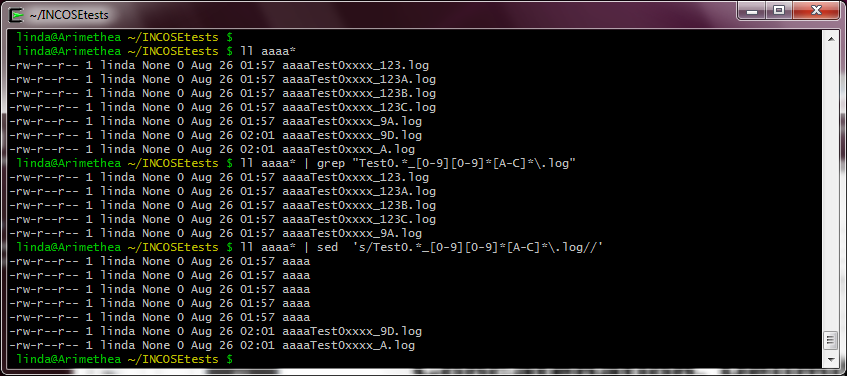 ~/INCOSEtests
linda@Arimethea ~/INCOSEtests $
linda@Arimethea ~/INCOSEtests $ ll aaaa*
-rw-r--r-- 1 linda None 0 Aug 26 01:57 aaaaTest0xxxx_123.log
-rw-r--r-- 1 linda None 0 Aug 26 01:57 aaaaTest0xxxx_123A.log
-rw-r--r-- 1 linda None 0 Aug 26 01:57 aaaaTest0xxxx_123B.log
-rw-r--r-- 1 linda None 0 Aug 26 01:57 aaaaTest0xxxx_123C.log
-rw-r--r-- 1 linda None 0 Aug 26 01:57 aaaaTest0xxxx_9A.log
-rw-r--r-- 1 linda None 0 Aug 26 02:01 aaaaTest0xxxx_9D.log
-rw-r--r-- 1 linda None 0 Aug 26 02:01 aaaaTest0xxxx_A.log
linda@Arimethea ~/INCOSEtests $ ll aaaa* | grep "Test0.*_[0-9][0-9]*[A-C]*\.log"
-rw-r--r-- 1 linda None 0 Aug 26 01:57 aaaaTest0xxxx_123.log
-rw-r--r-- 1 linda None 0 Aug 26 01:57 aaaaTest0xxxx_123A.log
-rw-r--r-- 1 linda None 0 Aug 26 01:57 aaaaTest0xxxx_123B.log
-rw-r--r-- 1 linda None 0 Aug 26 01:57 aaaaTest0xxxx_123C.log
-rw-r--r-- 1 linda None 0 Aug 26 01:57 aaaaTest0xxxx_9A.log
linda@Arimethea ~/INCOSEtests $ ll aaaa* | sed  's/Test0.*_[0-9][0-9]*[A-C]*\.log//'
-rw-r--r-- 1 linda None 0 Aug 26 01:57 aaaa
-rw-r--r-- 1 linda None 0 Aug 26 01:57 aaaa
-rw-r--r-- 1 linda None 0 Aug 26 01:57 aaaa
-rw-r--r-- 1 linda None 0 Aug 26 01:57 aaaa
-rw-r--r-- 1 linda None 0 Aug 26 01:57 aaaa
-rw-r--r-- 1 linda None 0 Aug 26 02:01 aaaaTest0xxxx_9D.log
-rw-r--r-- 1 linda None 0 Aug 26 02:01 aaaaTest0xxxx_A.log
linda@Arimethea ~/INCOSEtests $